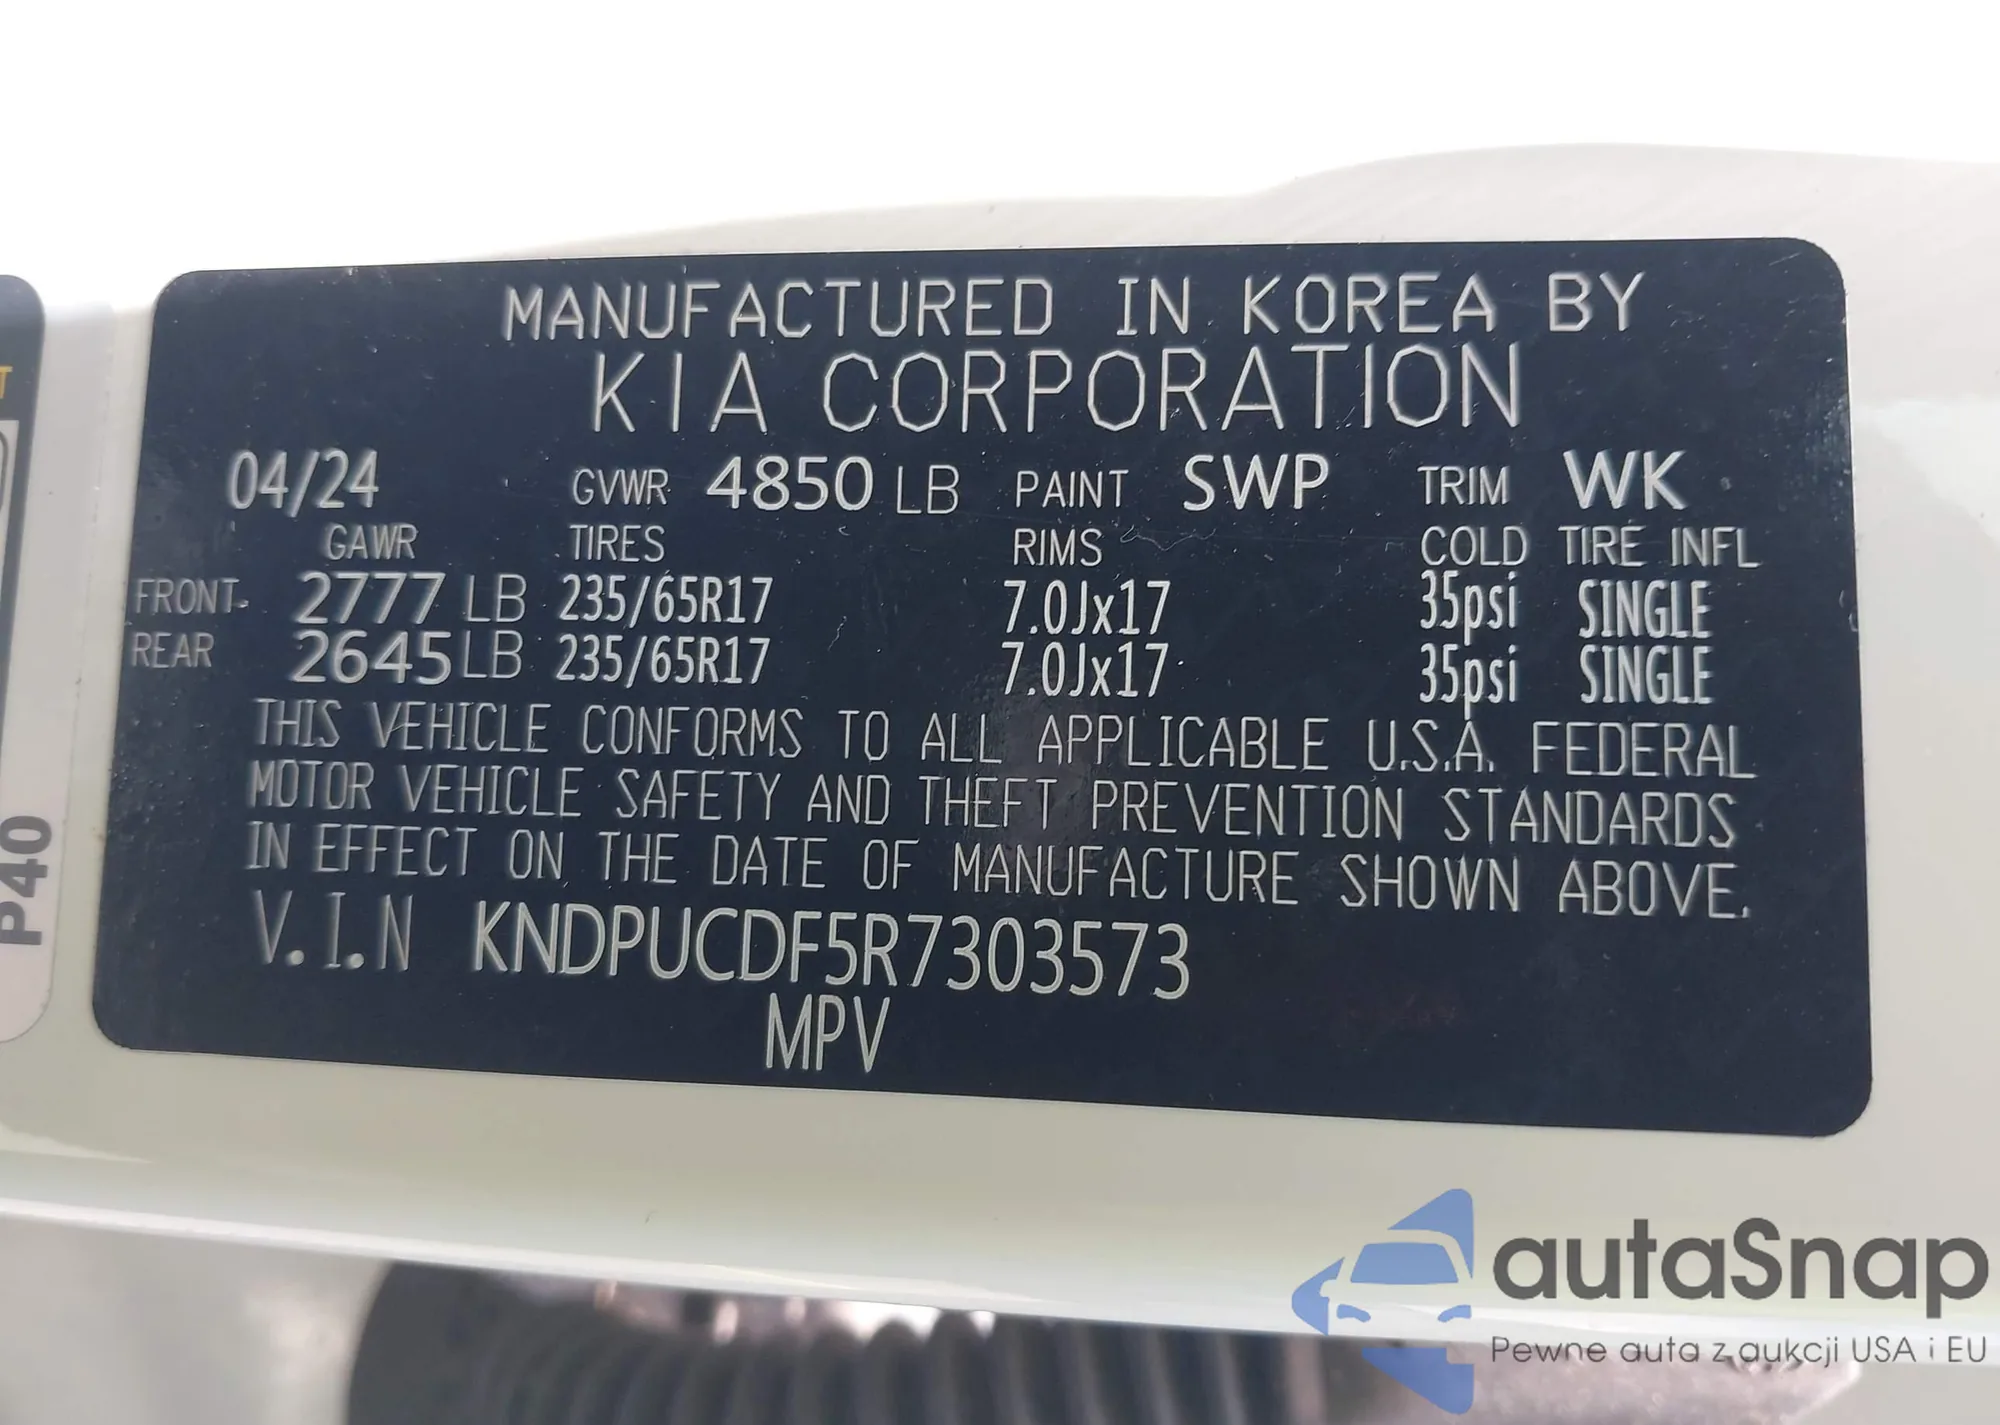 MANUFACTURED IN KOREA BY
KIA CORPORATION
04/24 GVWR 4850 LB PAINT SWP TRIM WK
GAWR TIRES RIMS COLD TIRE INFL
FRONT 2777 LB 235/65R17 7.0Jx17 35psi SINGLE
REAR 2645 LB 235/65R17 7.0Jx17 35psi SINGLE
THIS VEHICLE CONFORMS TO ALL APPLICABLE U.S.A. FEDERAL
MOTOR VEHICLE SAFETY AND THEFT PREVENTION STANDARDS
IN EFFECT ON THE DATE OF MANUFACTURE SHOWN ABOVE.
V.I.N KNDPUCDF5R7303573
MPV
P40
autaSnap
Pewne auta z aukcji USA i EU